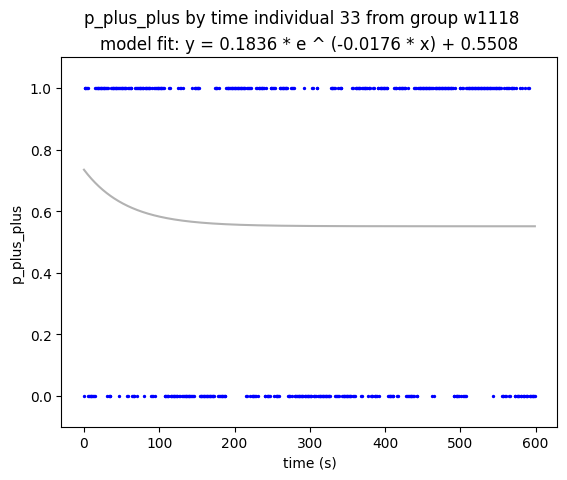 p_plus_plus by time individual 33 from group w1118
model fit: y = 0.1836 * e ^ (-0.0176 * x) + 0.5508
p_plus_plus
1.0
0.8
0.6
0.4
0.2
0.0
0 100 200 300 400 500 600
time (s)